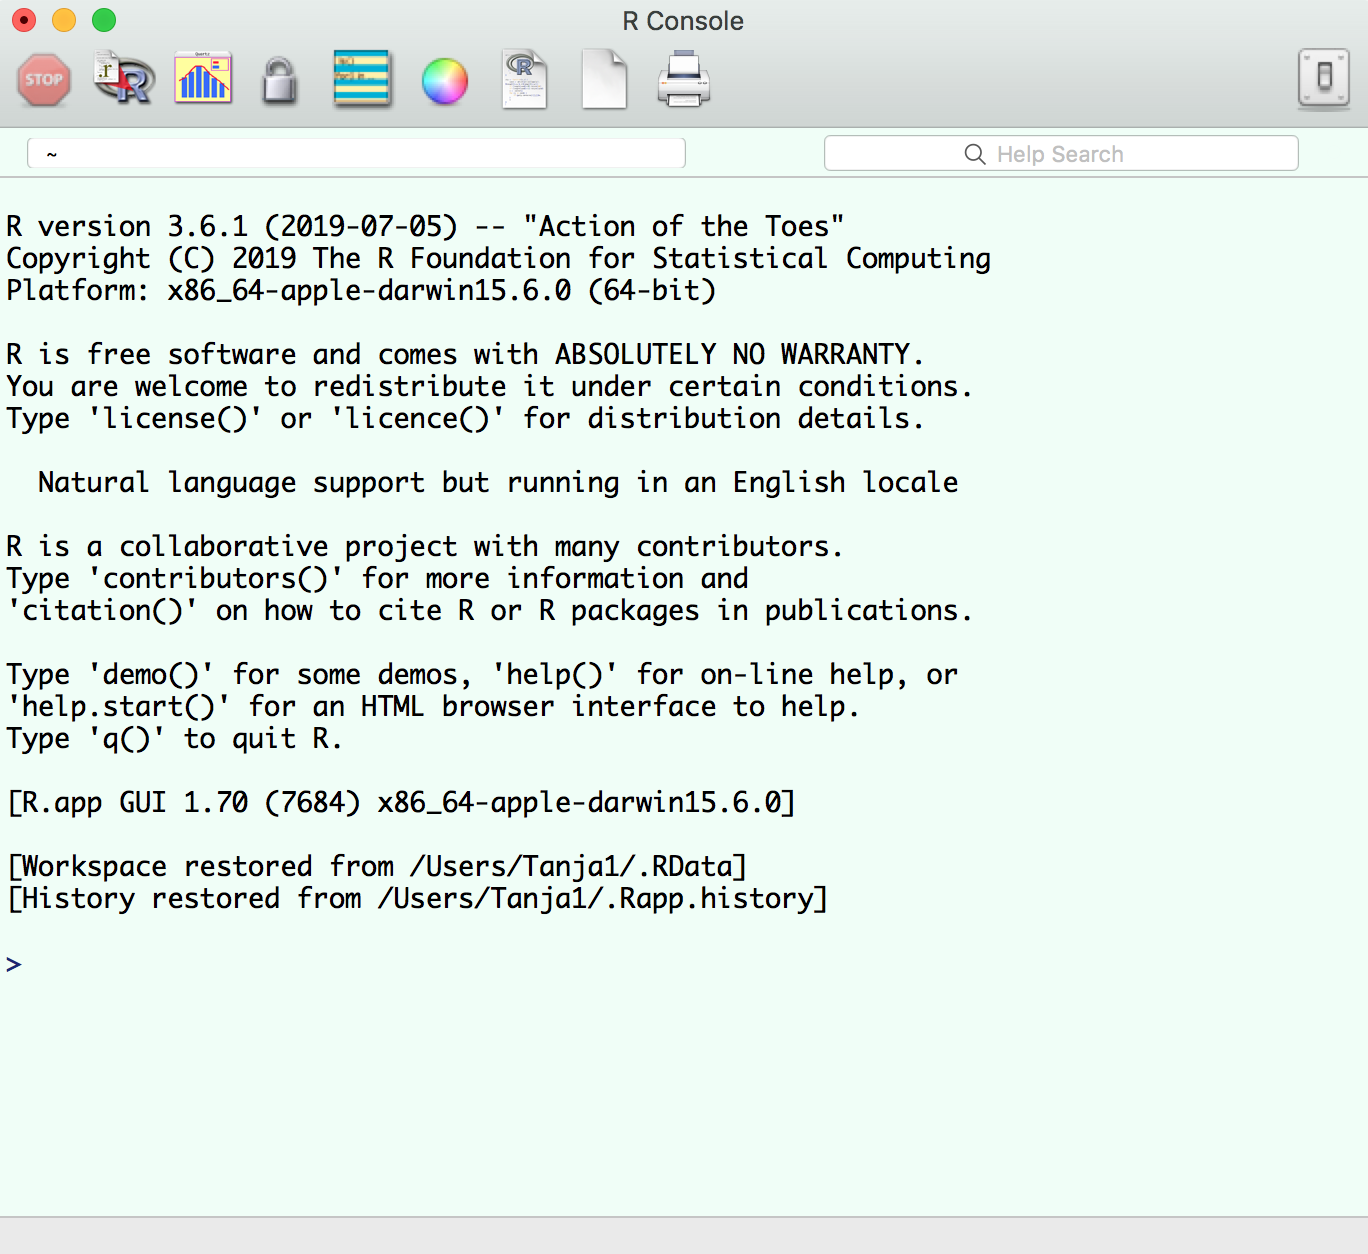 R Console
STOP
~
Help Search
R version 3.6.1 (2019-07-05) -- "Action of the Toes"
Copyright (C) 2019 The R Foundation for Statistical Computing
Platform: x86_64-apple-darwin15.6.0 (64-bit)
R is free software and comes with ABSOLUTELY NO WARRANTY.
You are welcome to redistribute it under certain conditions.
Type 'license()' or 'licence()' for distribution details.
Natural language support but running in an English locale
R is a collaborative project with many contributors.
Type 'contributors()' for more information and
'citation()' on how to cite R or R packages in publications.
Type 'demo()' for some demos, 'help()' for on-line help, or
'help.start()' for an HTML browser interface to help.
Type 'q()' to quit R.
[R.app GUI 1.70 (7684) x86_64-apple-darwin15.6.0]
[Workspace restored from /Users/Tanja1/.RData]
[History restored from /Users/Tanja1/.Rapp.history]
>